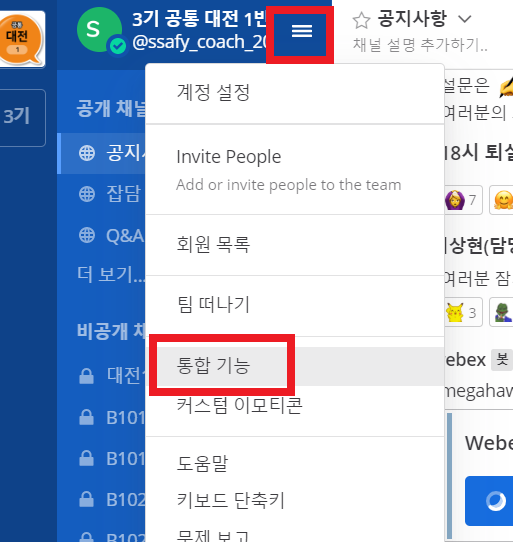 공통
대전
1
3기
3기 공통 대전 1반
@ssafy_coach_20
공개 채널
공지사
잡담
Q&A
더 보기...
비공개 채
대전
B10
B101
B102
B102
계정 설정
Invite People
Add or invite people to the team
회원 목록
팀 떠나기
통합 기능
커스텀 이모티콘
도움말
키보드 단축키
문제 보고
공지사항
채널 설명 추가하기..
설문은
여러분의
18시 퇴실
7
이상현(담당
여러분 잠
3
webex 봇
megahaw
Webe